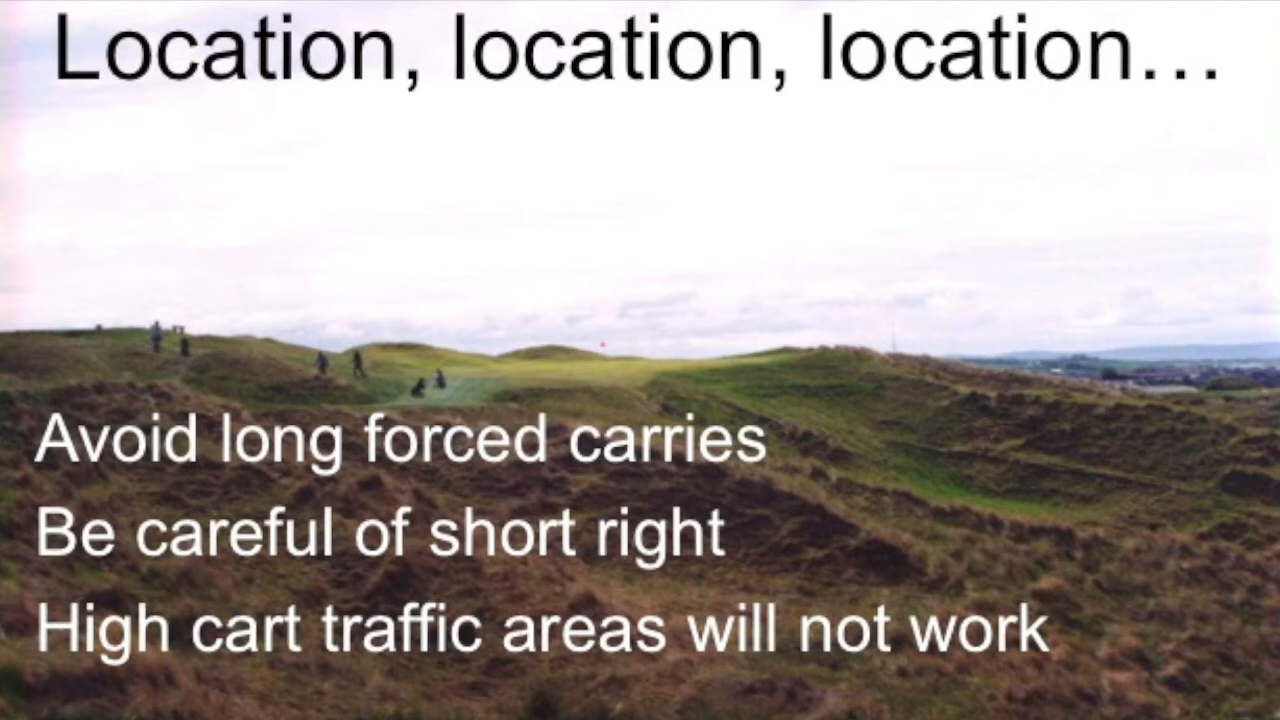 Location, location, location…
Avoid long forced carries
Be careful of short right
High cart traffic areas will not work